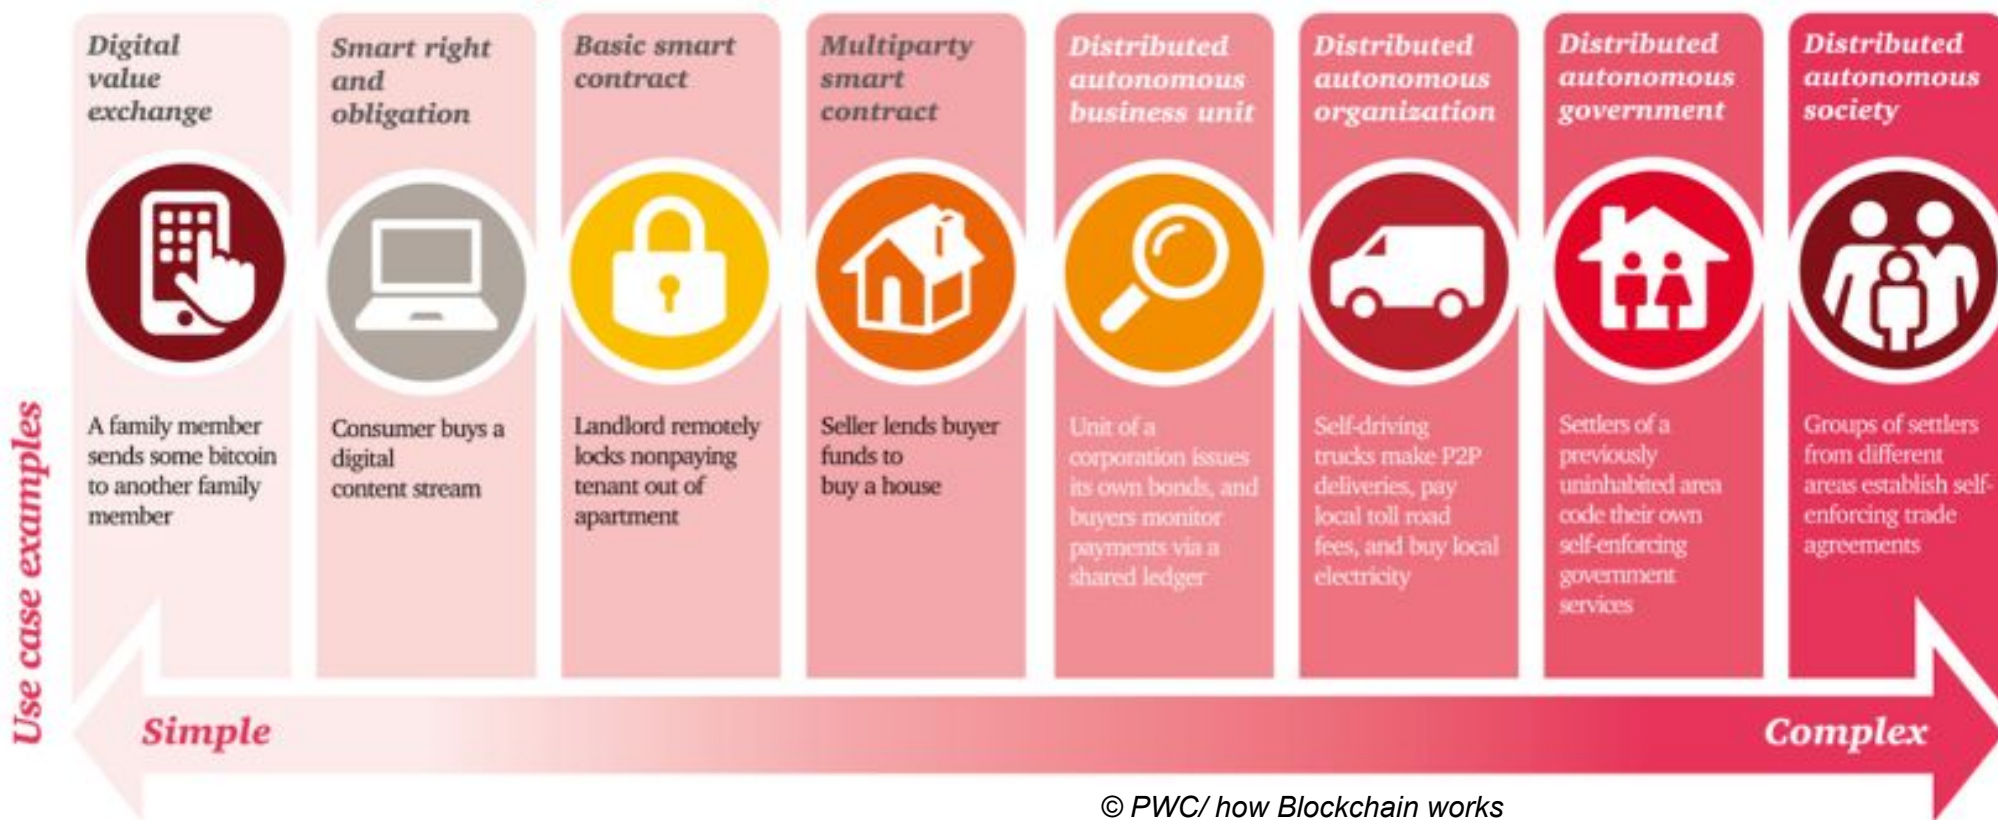 Digital
value
exchange
Smart right
and
obligation
Basic smart
contract
Multiparty
smart
contract
Distributed
autonomous
business unit
Distributed
autonomous
organization
Distributed
autonomous
government
Distributed
autonomous
society
Use case examples
A family member
sends some bitcoin
to another family
member
Consumer buys a
digital
content stream
Landlord remotely
locks nonpaying
tenant out of
apartment
Seller lends buyer
funds to
buy a house
Unit of a
corporation issues
its own bonds, and
buyers monitor
payments via a
shared ledger
Self-driving
trucks make P2P
deliveries, pay
local toll road
fees, and buy local
electricity
Settlers of a
previously
uninhabited area
code their own
self-enforcing
government
services
Groups of settlers
from different
areas establish self-
enforcing trade
agreements
Simple
Complex
© PWC/ how Blockchain works